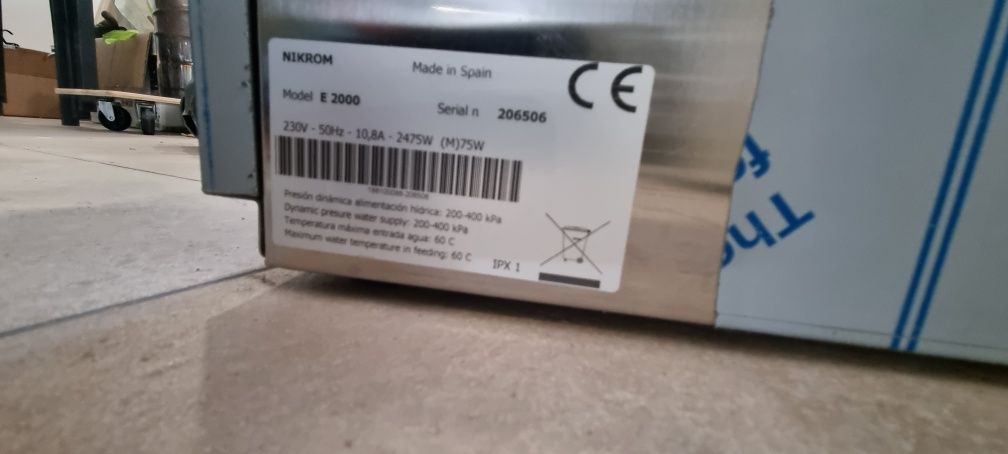 NIKROM
Made in Spain
CE
Model E 2000
Serial n 206506
230V - 50Hz - 10,8A - 2475W (M)75W
Presión dinámica alimentación hídrica: 200-400 kPa
Dynamic presure water supply: 200-400 kPa
Temperatura máxima entrada agua: 60 C
Maximum water temperature in feeding: 60 C
IPX 1